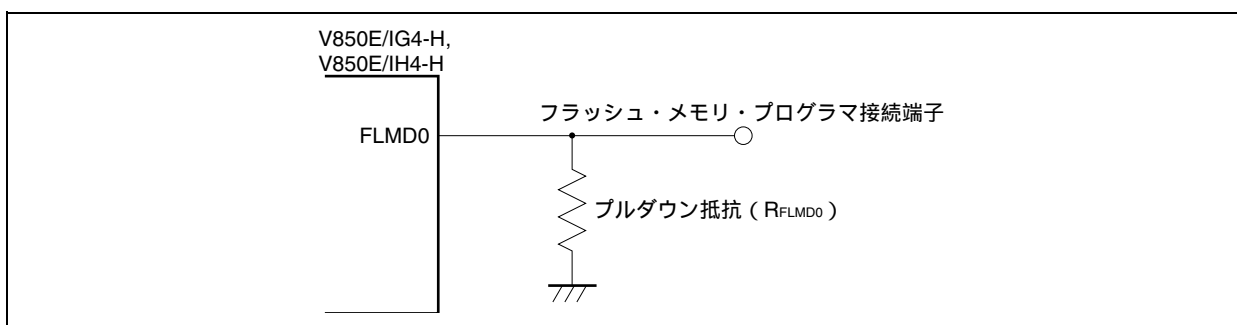 V850E/IG4-H,
V850E/IH4-H
フラッシュ・メモリ・プログラマ接続端子
FLMD0
プルダウン抵抗（RFLMD0）